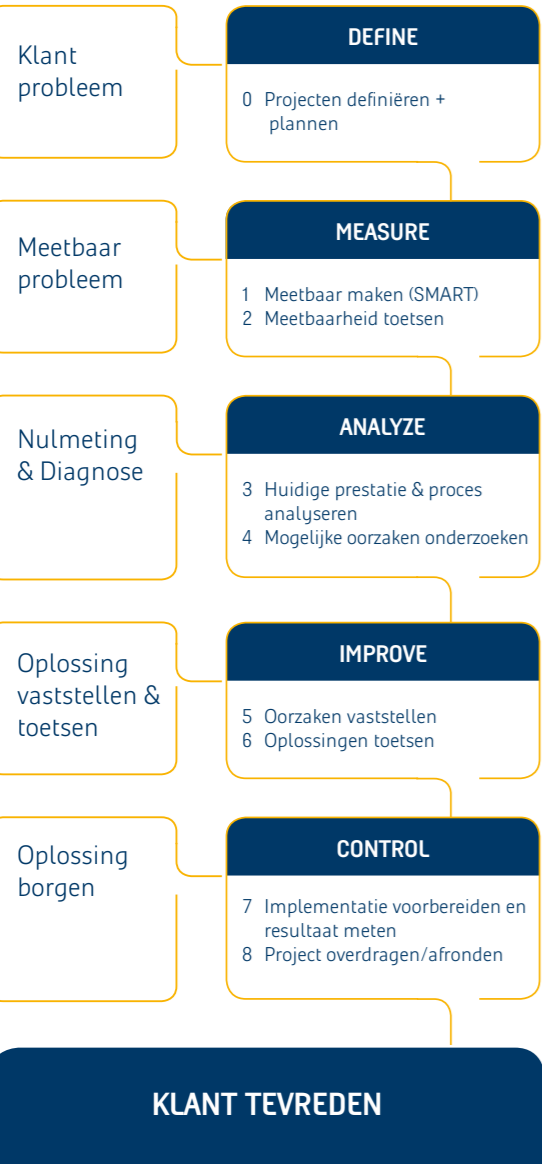 Klant
probleem
DEFINE
0 Projecten definiëren +
plannen
Meetbaar
probleem
MEASURE
1 Meetbaar maken (SMART)
2 Meetbaarheid toetsen
Nulmeting
& Diagnose
ANALYZE
3 Huidige prestatie & proces
analyseren
4 Mogelijke oorzaken onderzoeken
Oplossing
vaststellen &
toetsen
IMPROVE
5 Oorzaken vaststellen
6 Oplossingen toetsen
Oplossing
borgen
CONTROL
7 Implementatie voorbereiden en
resultaat meten
8 Project overdragen/afronden
KLANT TEVREDEN